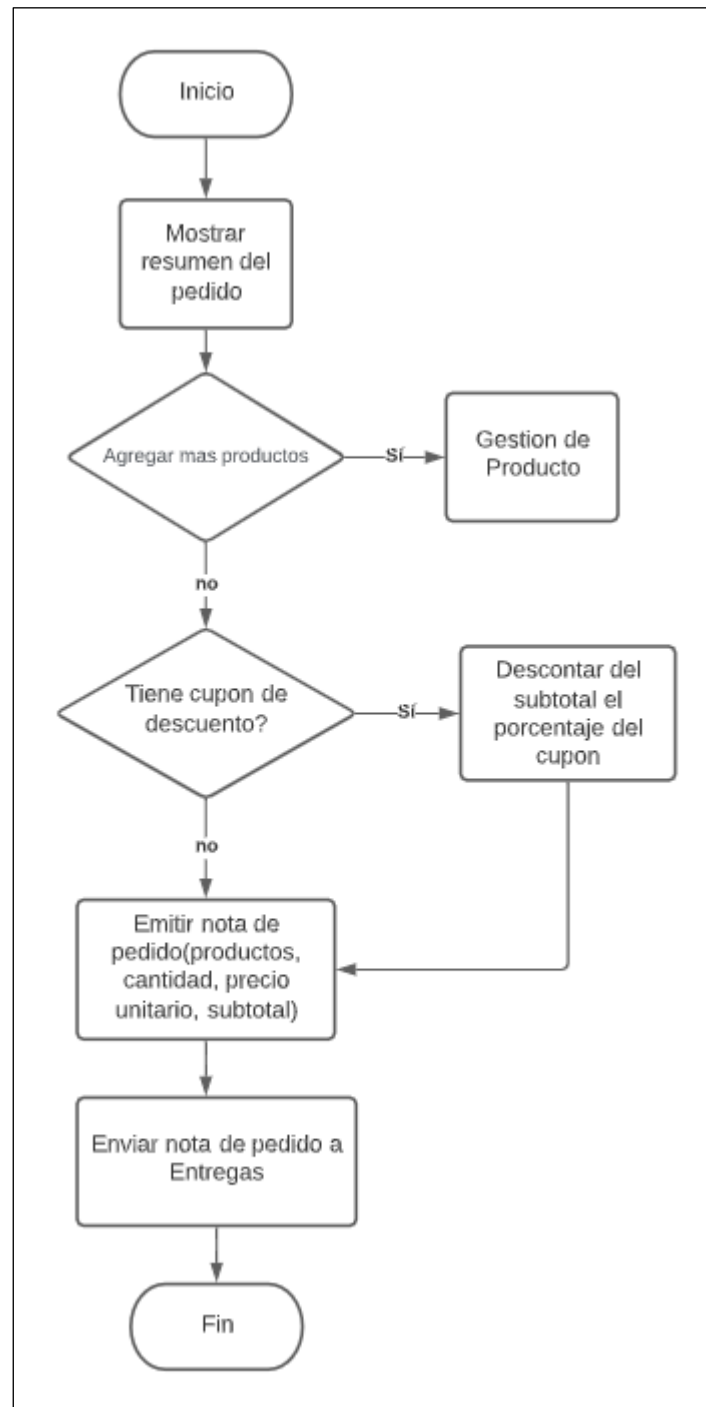 Inicio
Mostrar
resumen del
pedido
Agregar mas productos
Sí
Gestion de
Producto
no
Tiene cupon de
descuento?
Sí
Descontar del
subtotal el
porcentaje del
cupon
no
Emitir nota de
pedido(productos,
cantidad, precio
unitario, subtotal)
Enviar nota de pedido a
Entregas
Fin